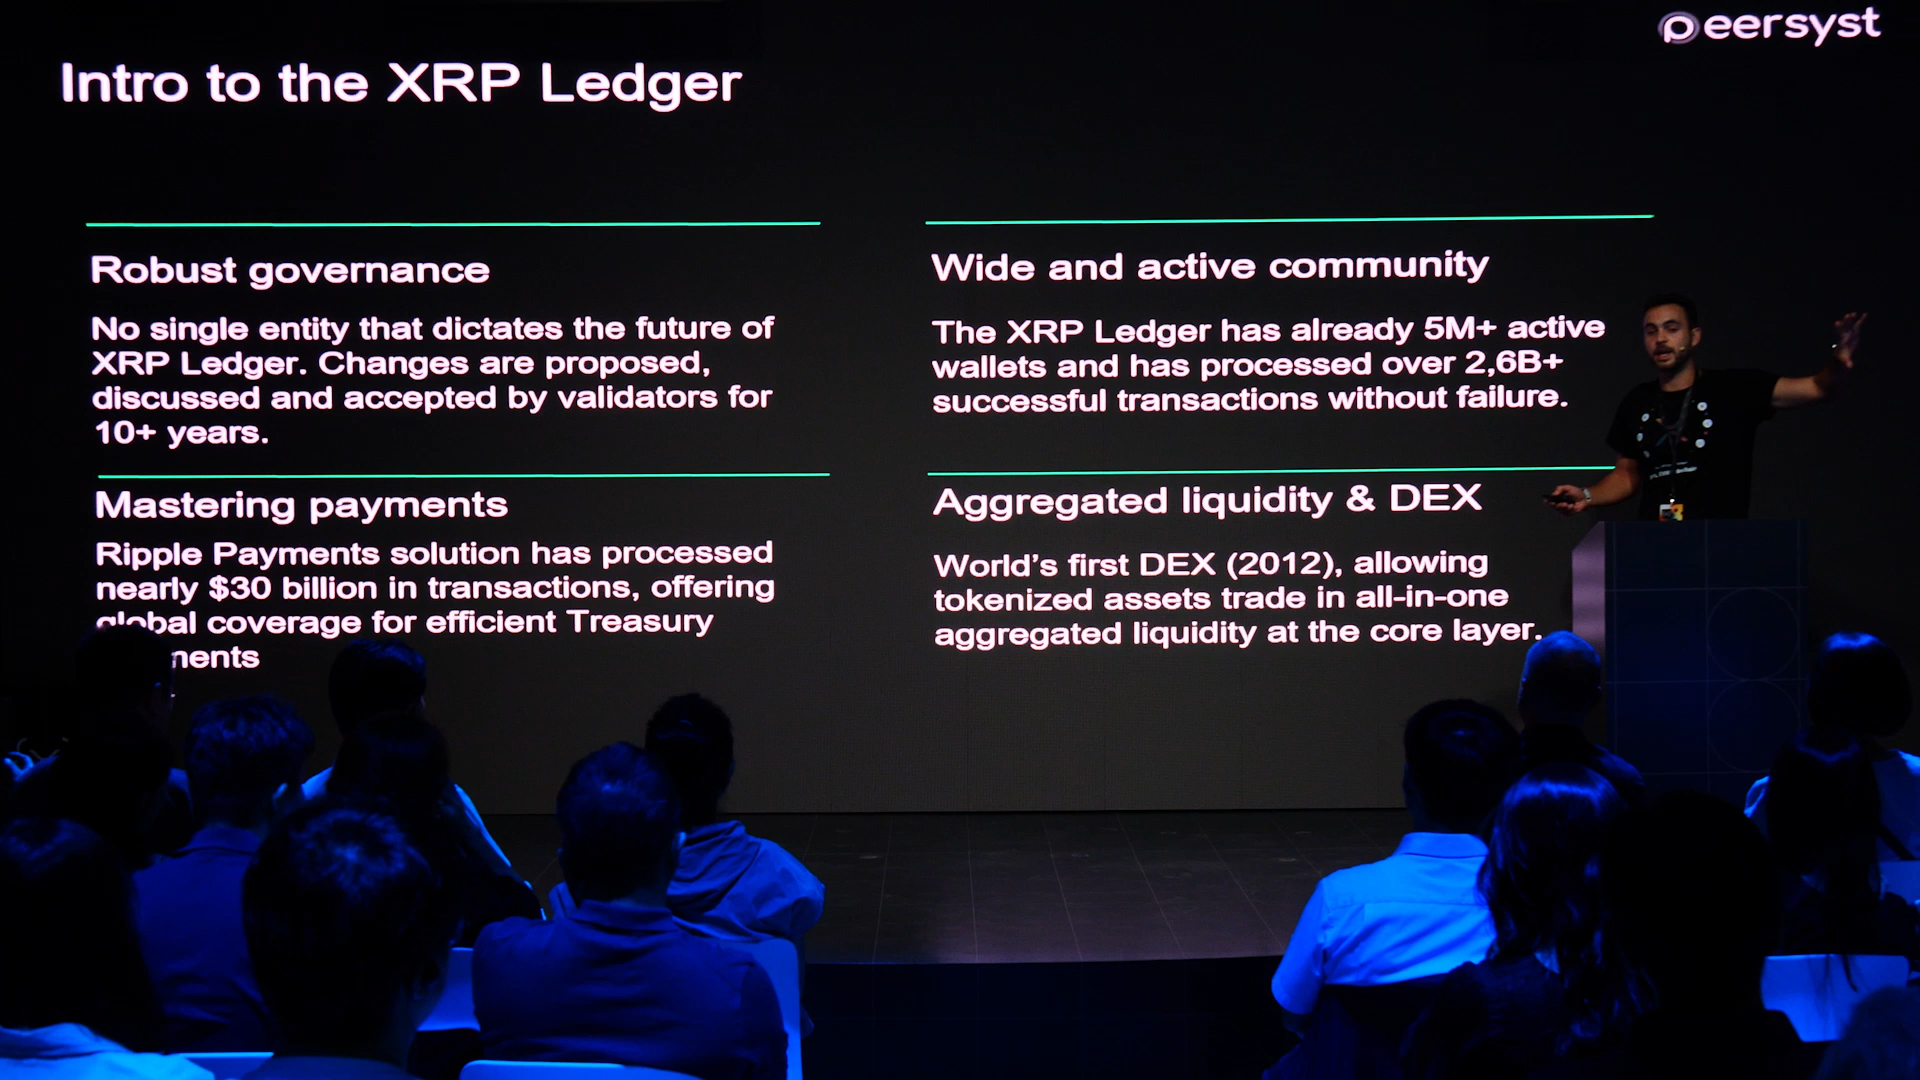 peersyst
Intro to the XRP Ledger
Robust governance
No single entity that dictates the future of
XRP Ledger. Changes are proposed,
discussed and accepted by validators for
10+ years.
Wide and active community
The XRP Ledger has already 5M+ active
wallets and has processed over 2,6B+
successful transactions without failure.
Mastering payments
Ripple Payments solution has processed
nearly $30 billion in transactions, offering
global coverage for efficient Treasury
Aggregated liquidity & DEX
World’s first DEX (2012), allowing
tokenized assets trade in all-in-one
aggregated liquidity at the core layer.